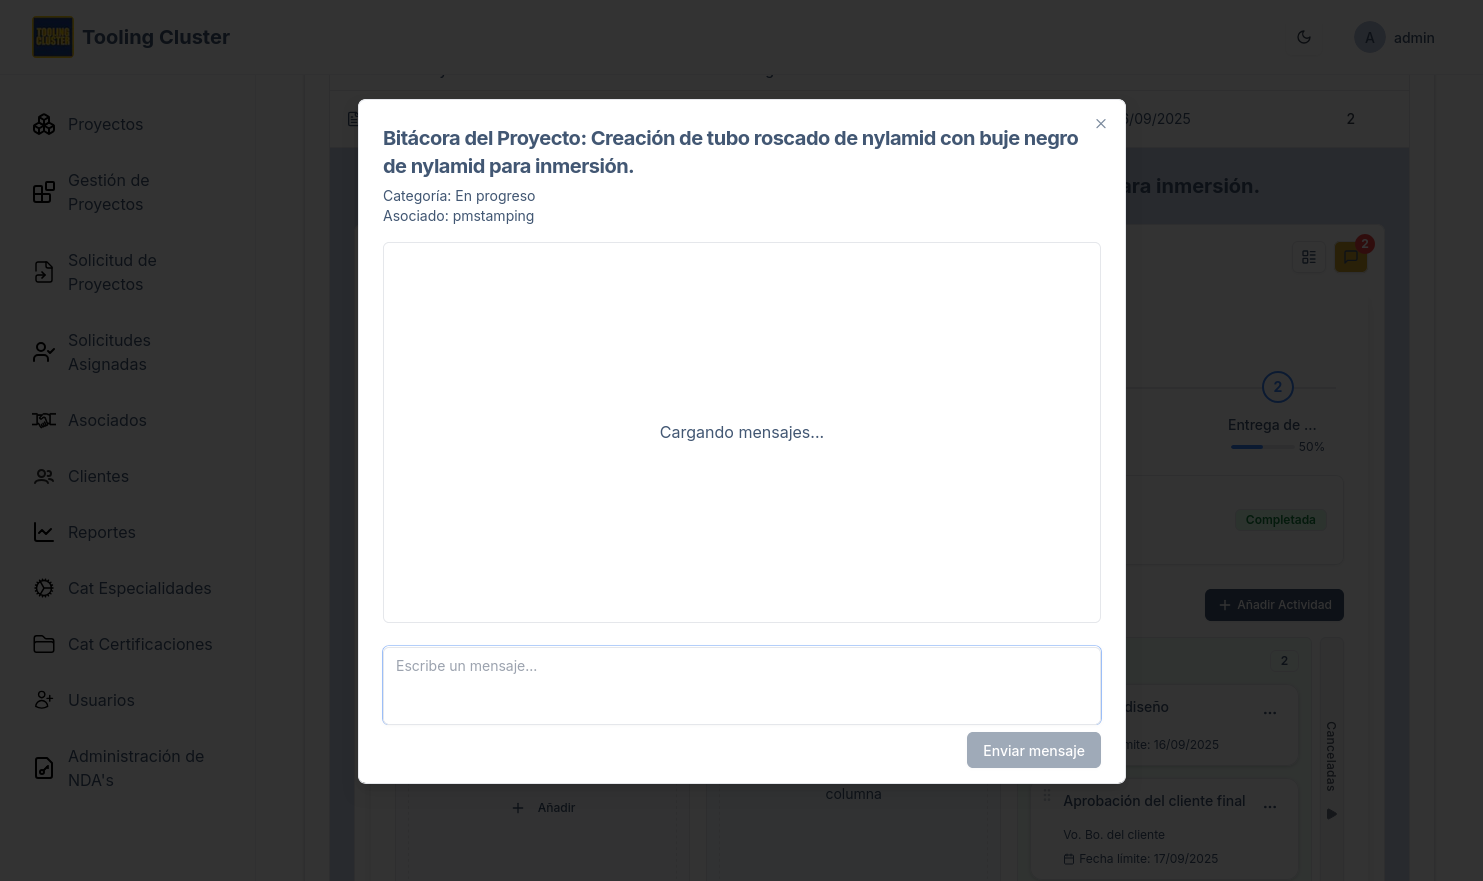 TOOLING
CLUSTER
Tooling Cluster
A
admin
Proyectos
Gestión de
Proyectos
Solicitud de
Proyectos
Solicitudes
Asignadas
Asociados
Clientes
Reportes
Cat Especialidades
Cat Certificaciones
Usuarios
Administración de
NDA's
6/09/2025
2
ara inmersión.
2
2
Entrega de ...
50%
Completada
Añadir Actividad
2
diseño
mite: 16/09/2025
Canceladas
Aprobación del cliente final
Vo. Bo. del cliente
Fecha límite: 17/09/2025
columna
Añadir
Bitácora del Proyecto: Creación de tubo roscado de nylamid con buje negro
de nylamid para inmersión.
Categoría: En progreso
Asociado: pmstamping
Cargando mensajes...
Escribe un mensaje...
Enviar mensaje